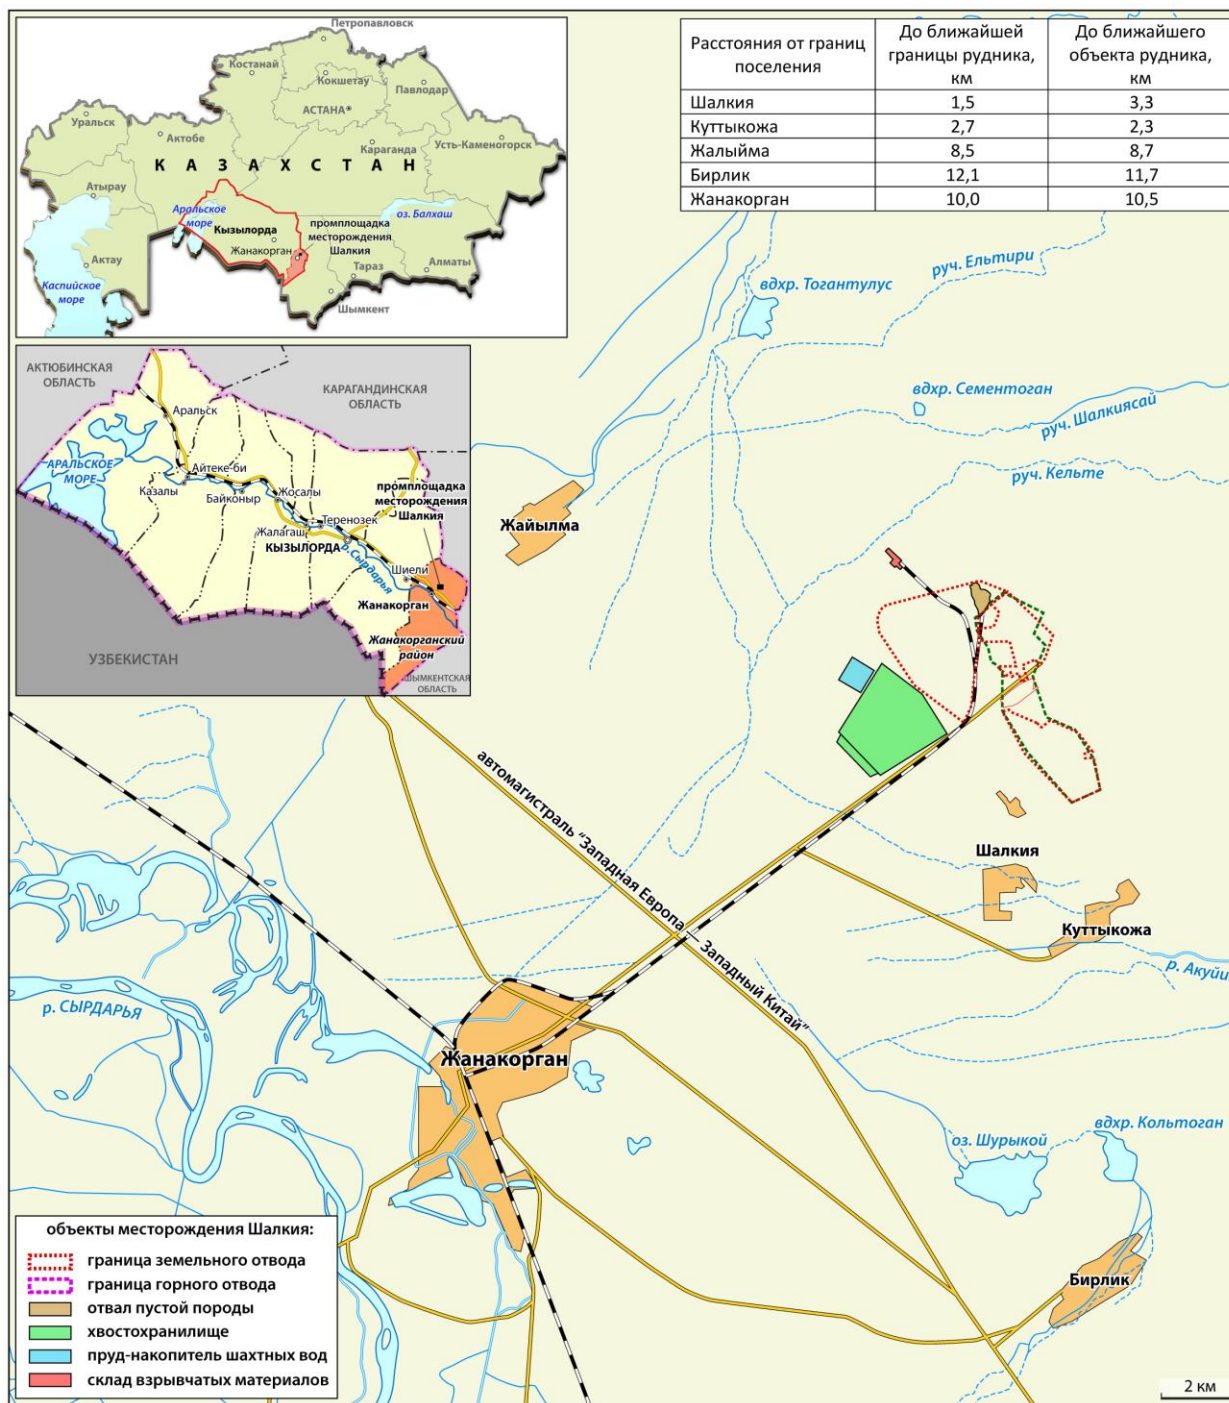 Петропавловск
Костанай
Кокшетау
Павлодар
АСТАНА
Уральск
Актобе
Караганда
Усть-Каменогорск
КАЗАХСТАН
Атырау
Аральское
море
оз. Балхаш
Кызылорда
промплощадка
месторождения
Шалкия
Жанакорган
Актау
Тараз
Алматы
Каспийское
море
Шымкент
Расстояния от границ
поселения
До ближайшей
границы рудника,
км
До ближайшего
объекта рудника,
км
Шалкия 1,5 3,3
Куттыкожа 2,7 2,3
Жалыйма 8,5 8,7
Бирлик 12,1 11,7
Жанакорган 10,0 10,5
АКТЮБИНСКАЯ
ОБЛАСТЬ
КАРАГАНДИНСКАЯ
ОБЛАСТЬ
Аральск
АРАЛЬСКОЕ
МОРЕ
Айтеке-би
Казалы
Байконыр
Жосалы
промплощадка
месторождения
Шалкия
Жалагаш
Теренозек
КЫЗЫЛОРДА
р.Сырдарья
Шиели
Жанакорган
Жанакорганский
район
УЗБЕКИСТАН
ШЫМКЕНТСКАЯ
ОБЛАСТЬ
руч. Ельтири
вдхр. Тогантулус
вдхр. Сементоган
руч. Шалкиясай
руч. Кельте
Жайылма
автомагистраль “Западная Европа — Западный Китай”
Шалкия
Куттыкожа
р. Акуйи
р. СЫРДАРЬЯ
Жанакорган
оз. Шурыкой
вдхр. Кольтоган
Бирлик
объекты месторождения Шалкия:
граница земельного отвода
граница горного отвода
отвал пустой породы
хвостохранилище
пруд-накопитель шахтных вод
склад взрывчатых материалов
2 км